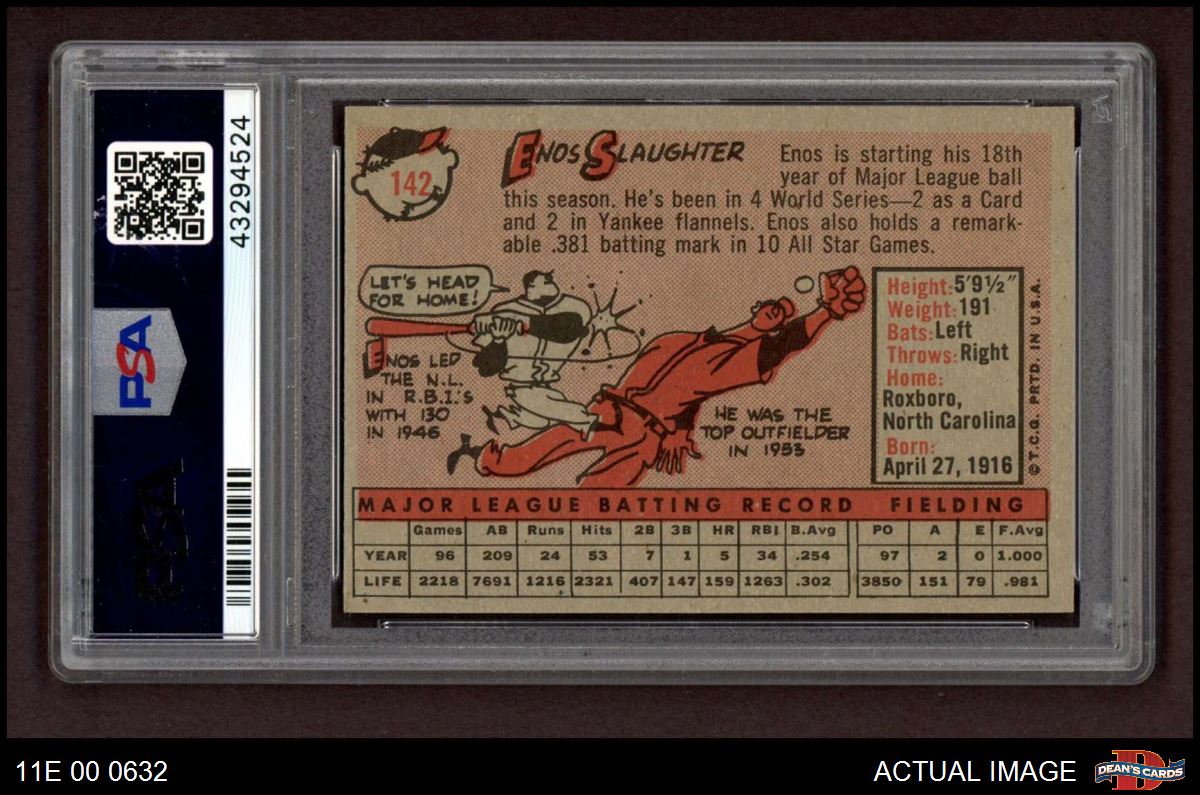 43294524
PSA
PSA
142
ENOS SLAUGHTER
Enos is starting his 18th
year of Major League ball
this season. He's been in 4 World Series—2 as a Card
and 2 in Yankee flannels. Enos also holds a remark-
able .381 batting mark in 10 All Star Games.
LET'S HEAD
FOR HOME!
ENOS LED
THE N.L.
IN R.B.I.'S
WITH 130
IN 1946
HE WAS THE
TOP OUTFIELDER
IN 1953
Height: 5'9½"
Weight: 191
Bats: Left
Throws: Right
Home:
Roxboro,
North Carolina
Born:
April 27, 1916
© T.C.G. PRTD. IN U.S.A.
MAJOR LEAGUE BATTING RECORD FIELDING
Games AB Runs Hits 2B 3B HR RBI B.Avg PO A E F.Avg
YEAR 96 209 24 53 7 1 5 34 .254 97 2 0 1.000
LIFE 2218 7691 1216 2321 407 147 159 1263 .302 3850 151 79 .981
11E 00 0632
ACTUAL IMAGE
D
DEAN'S CARDS